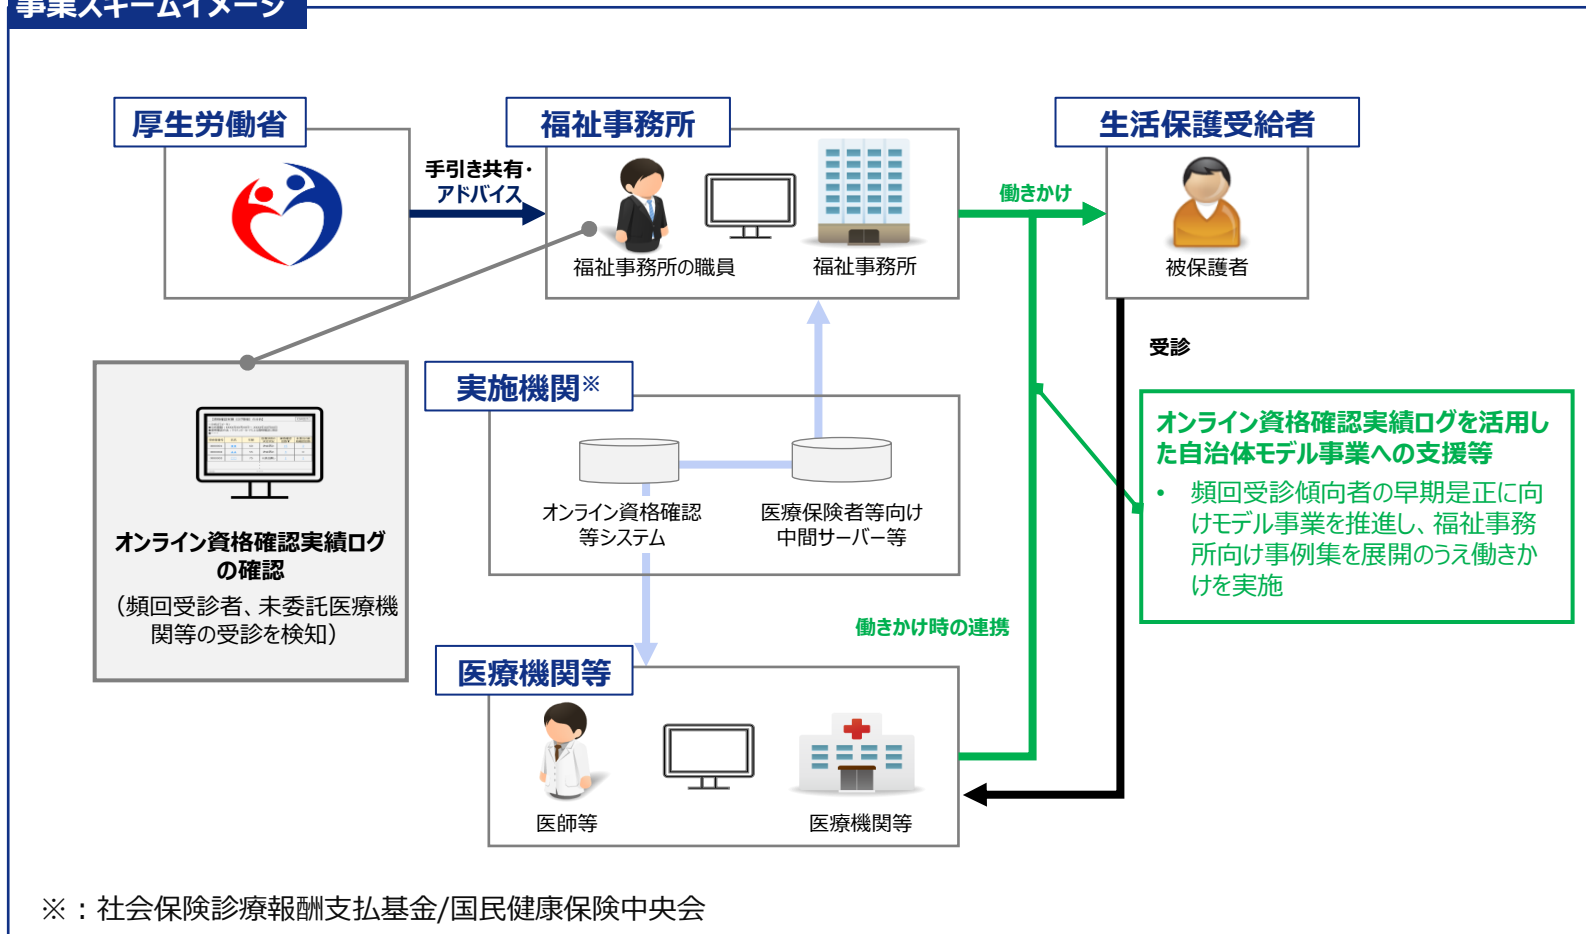 事業スキームイメージ
厚生労働省
福祉事務所
生活保護受給者
手引き共有・
アドバイス
働きかけ
福祉事務所の職員
福祉事務所
被保護者
受診
実施機関※
オンライン資格確認
等システム
医療保険者等向け
中間サーバー等
オンライン資格確認実績ログ
の確認
（頻回受診者、未委託医療機
関等の受診を検知）
オンライン資格確認実績ログを活用し
た自治体モデル事業への支援等
• 頻回受診傾向者の早期是正に向
けモデル事業を推進し、福祉事務
所向け事例集を展開のうえ働きか
けを実施
働きかけ時の連携
医療機関等
医師等
医療機関等
※：社会保険診療報酬支払基金/国民健康保険中央会